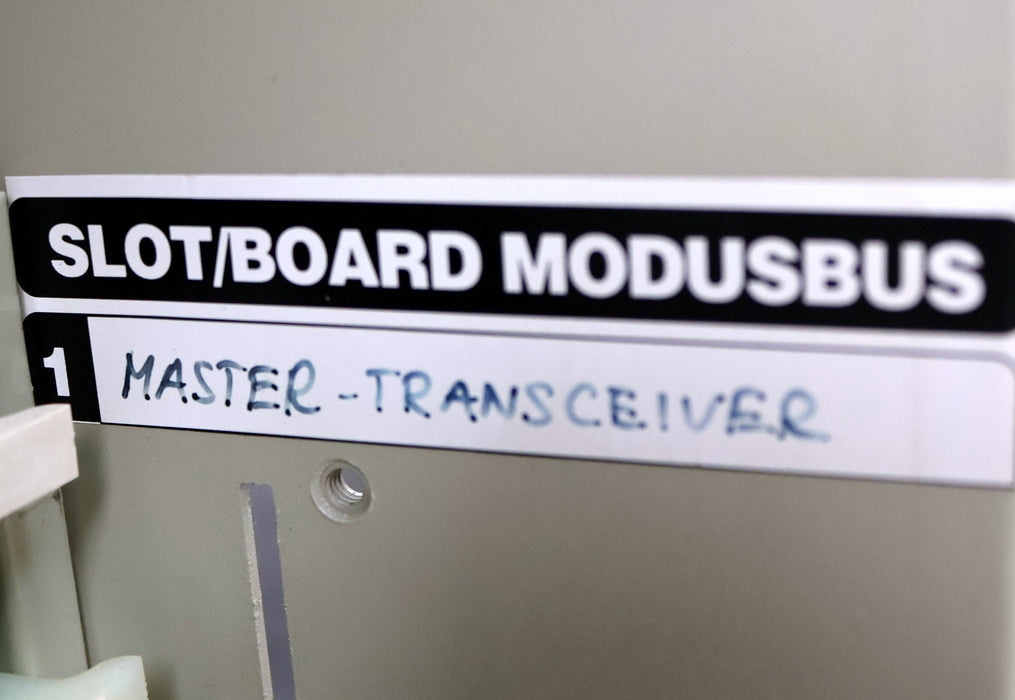 SLOT/BOARD MODUSBUS
1 MASTER-TRANSCEIVER